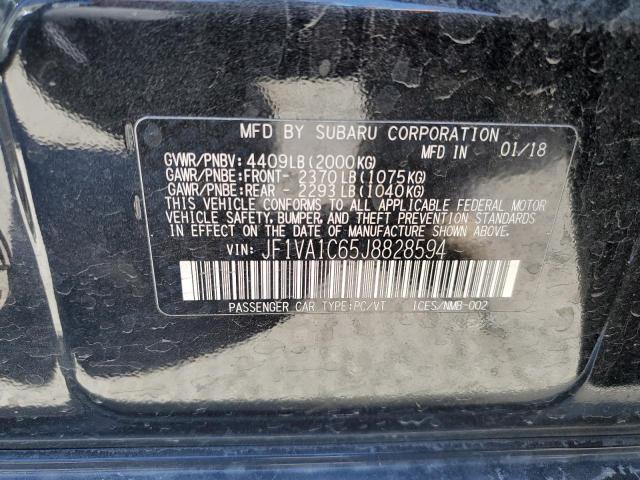 MFD BY SUBARU CORPORATION
GVWR/PNBV: 4409LB(2000KG) MFD IN 01/18
GAWR/PNBE:FRONT- 2370LB(1075KG)
GAWR/PNBE:REAR - 2293LB(1040KG)
THIS VEHICLE CONFORMS TO ALL APPLICABLE FEDERAL MOTOR
VEHICLE SAFETY, BUMPER, AND THEFT PREVENTION STANDARDS
IN EFFECT ON THE DATE OF MANUFACTURE SHOWN ABOVE.
VIN: JF1VA1C65J8828594
PASSENGER CAR TYPE:PC/VT ICES/NMB-002